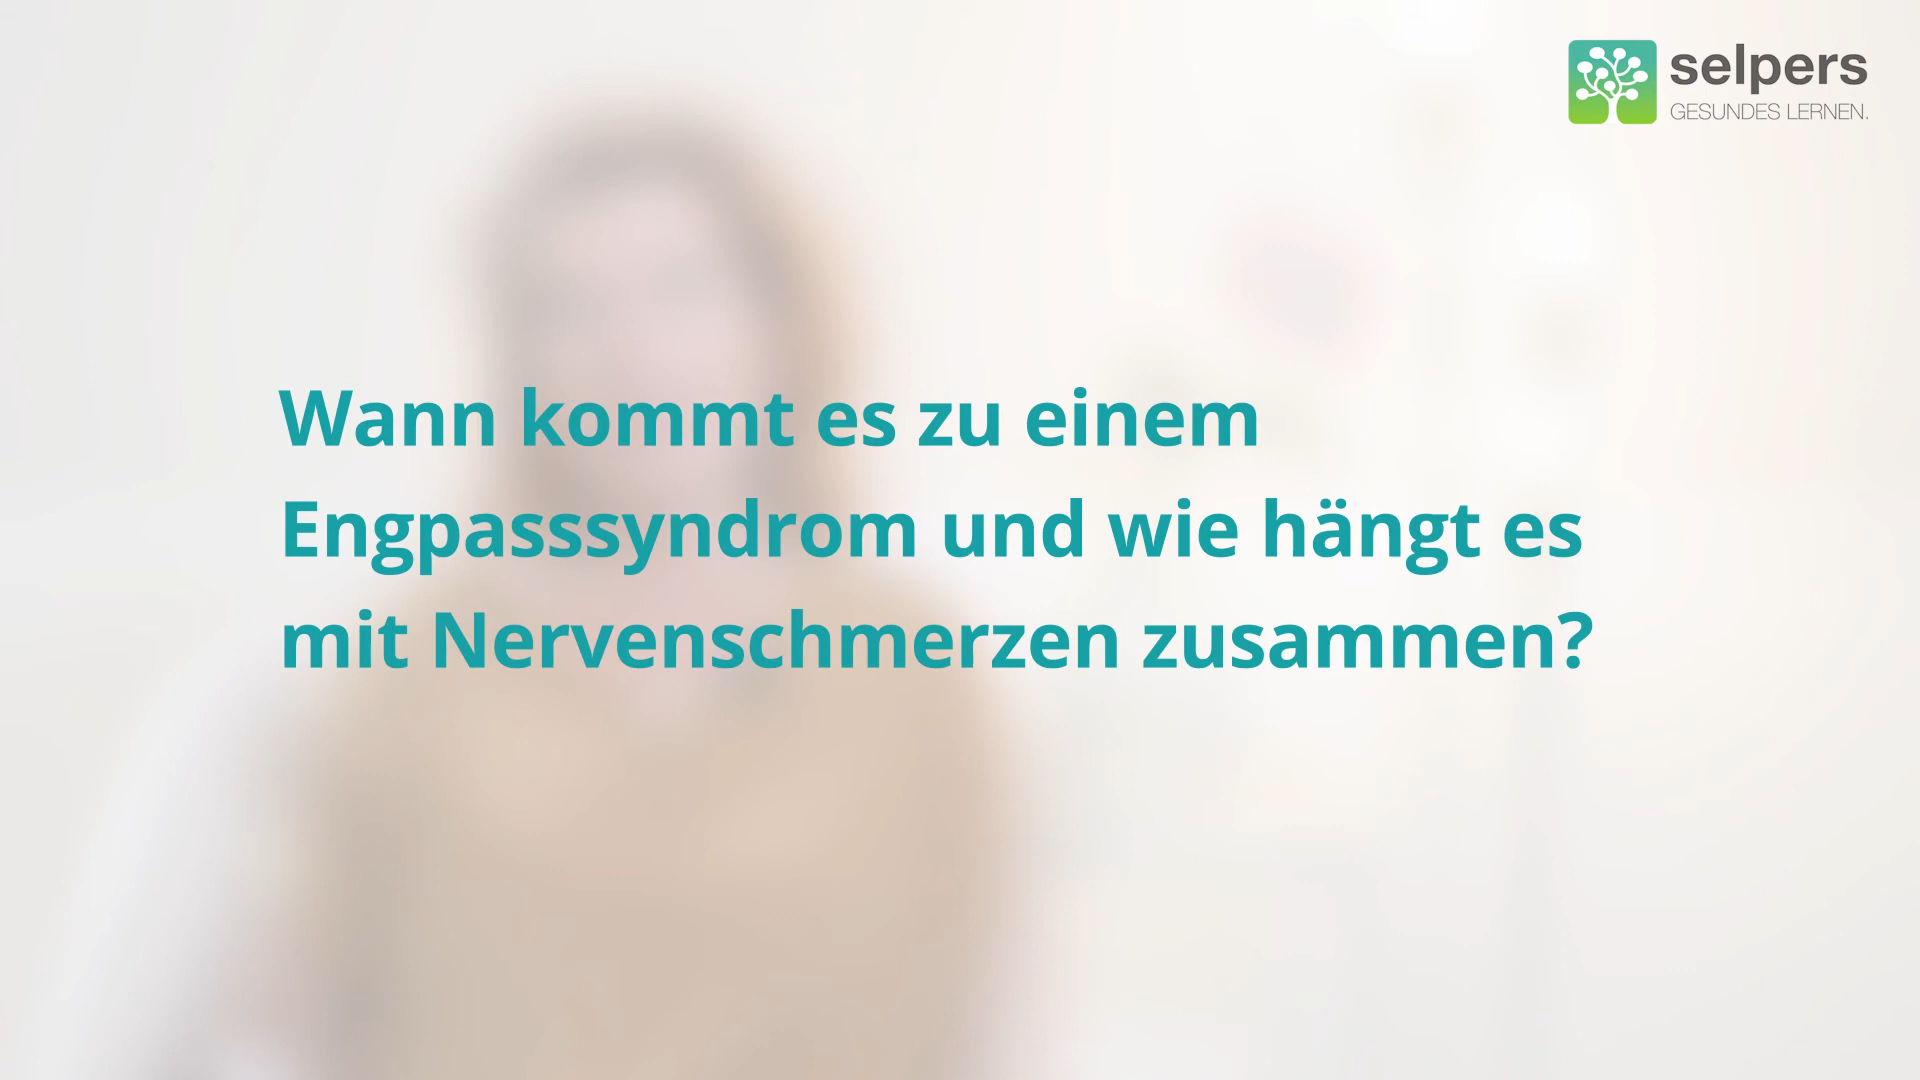 selpers
GESUNDES LERNEN.
Wann kommt es zu einem
Engpasssyndrom und wie hängt es
mit Nervenschmerzen zusammen?